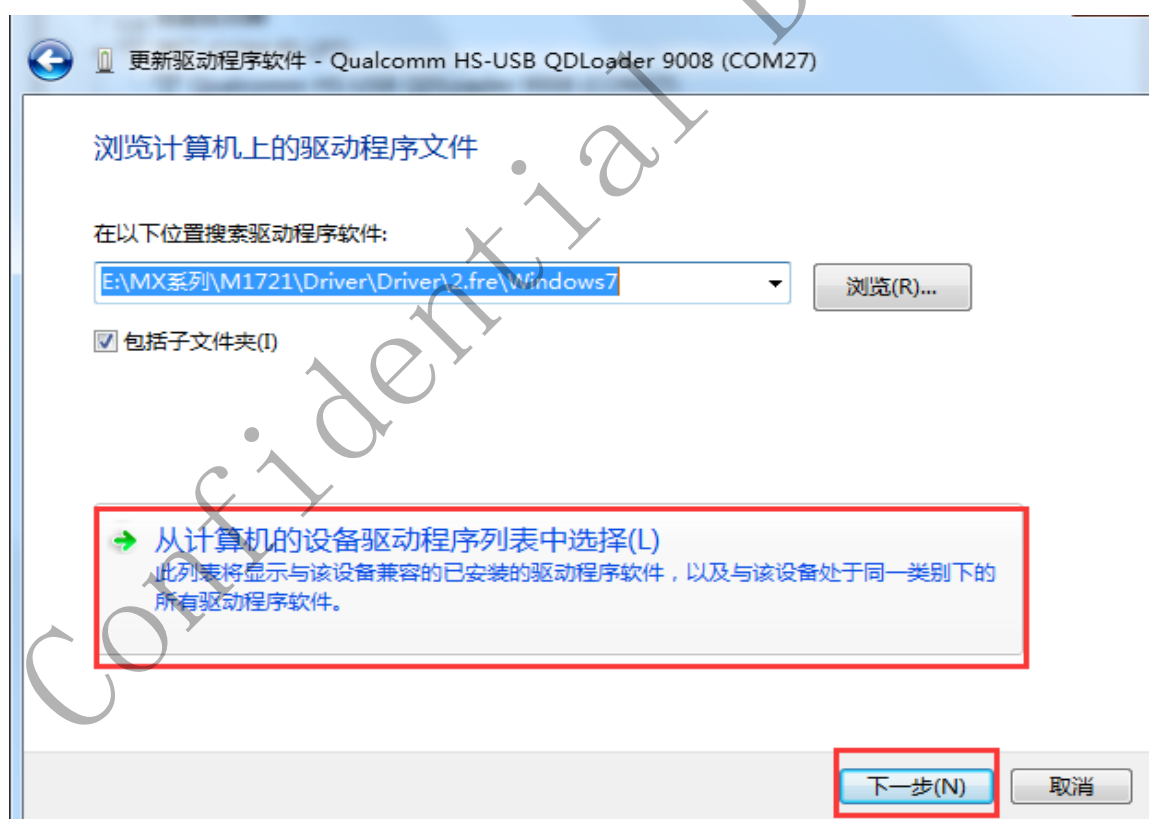 更新驱动程序软件 - Qualcomm HS-USB QDLoader 9008 (COM27)
浏览计算机上的驱动程序文件
在以下位置搜索驱动程序软件:
E:\MX系列\M1721\Driver\Driver\2.fre\Windows7
浏览(R)...
包括子文件夹(I)
从计算机的设备驱动程序列表中选择(L)
此列表将显示与该设备兼容的已安装的驱动程序软件，以及与该设备处于同一类别下的
所有驱动程序软件。
下一步(N)
取消
Confidential